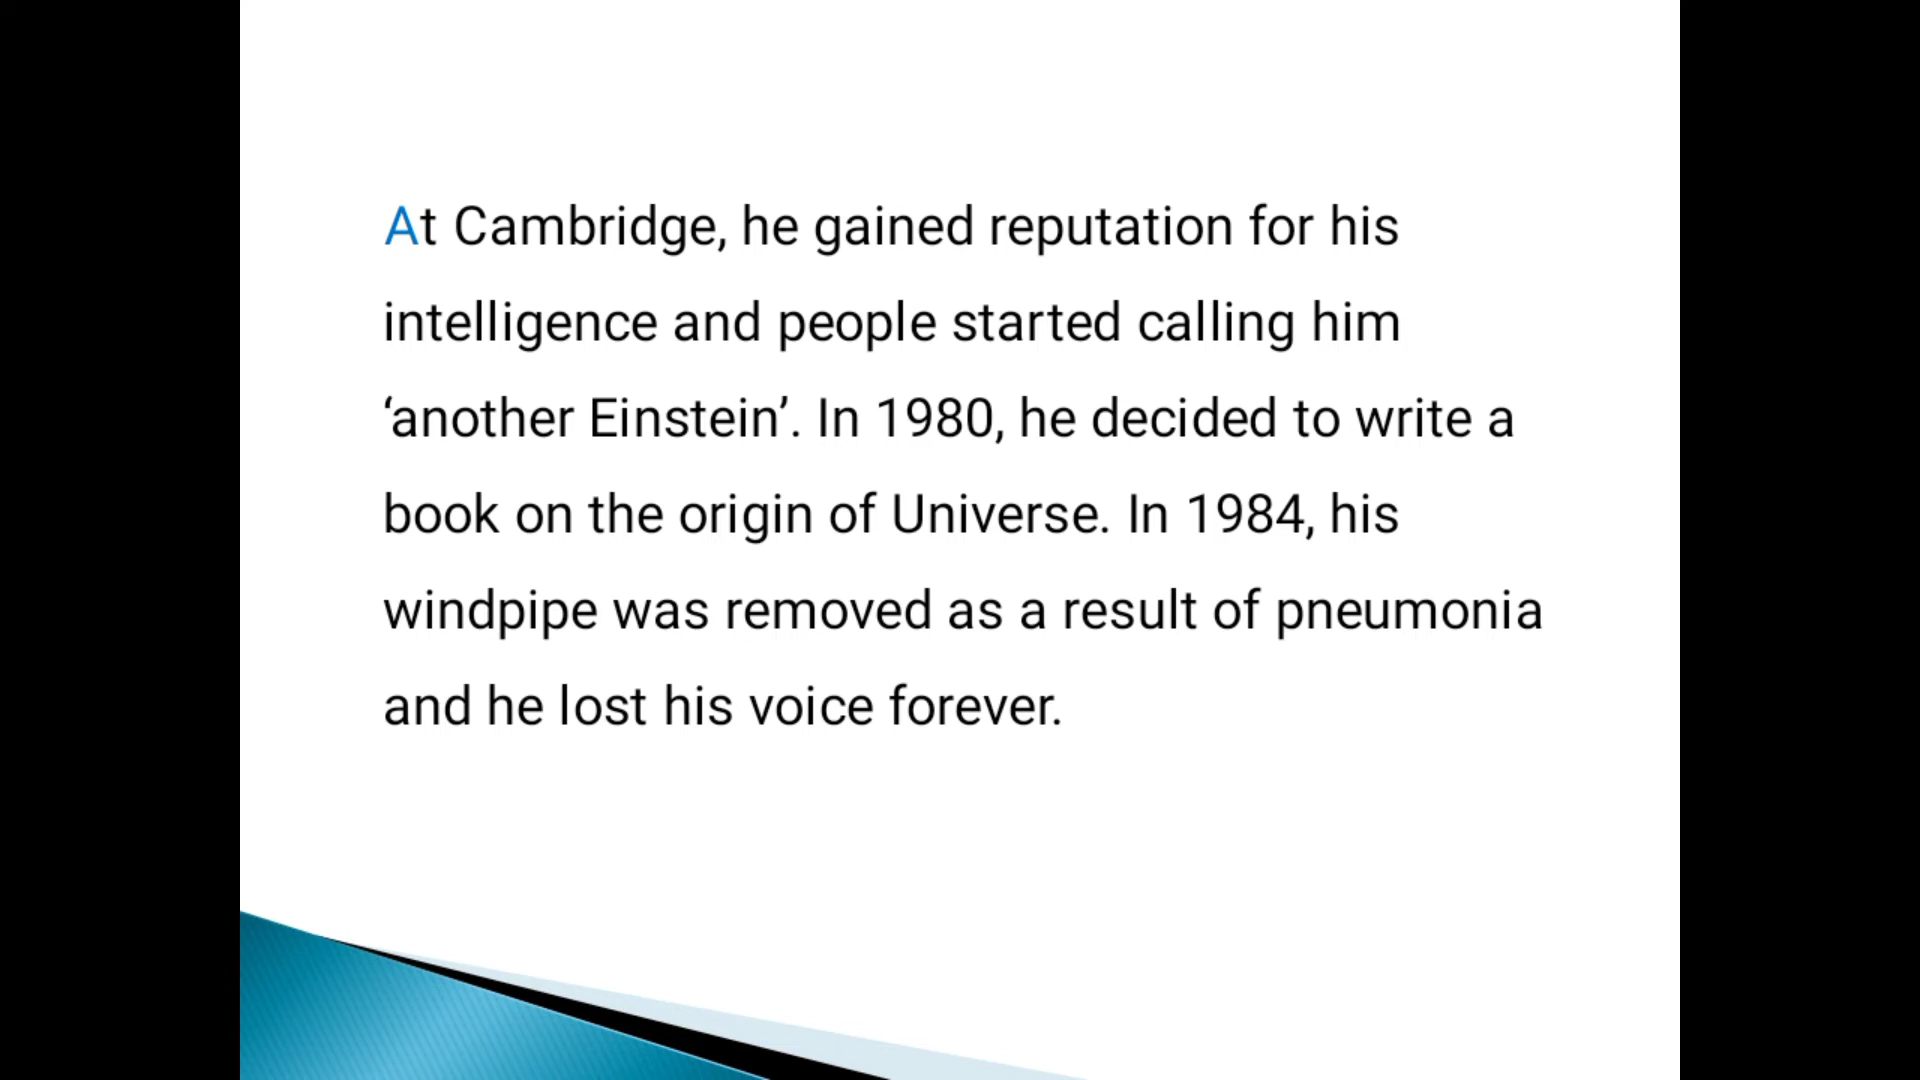 At Cambridge, he gained reputation for his
intelligence and people started calling him
‘another Einstein’. In 1980, he decided to write a
book on the origin of Universe. In 1984, his
windpipe was removed as a result of pneumonia
and he lost his voice forever.